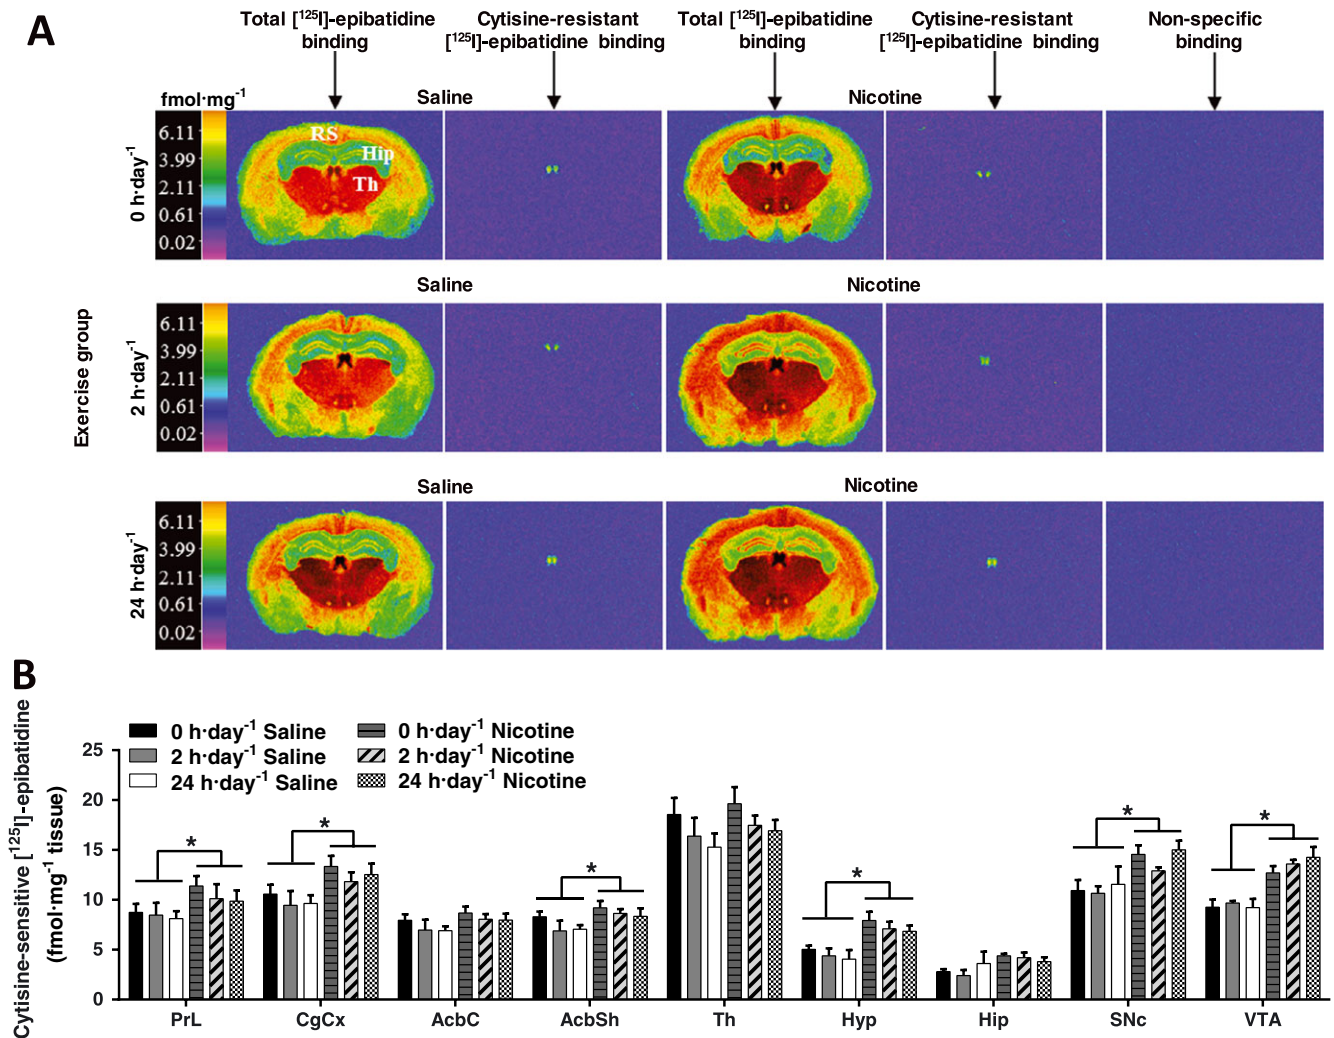 A
Total [¹²⁵I]-epibatidine binding
Cytisine-resistant [¹²⁵I]-epibatidine binding
Total [¹²⁵I]-epibatidine binding
Cytisine-resistant [¹²⁵I]-epibatidine binding
Non-specific binding
fmol·mg⁻¹
Saline
Nicotine
Exercise group
0 h·day⁻¹
6.11
3.99
2.11
0.61
0.02
RS
Hip
Th
Saline
Nicotine
2 h·day⁻¹
6.11
3.99
2.11
0.61
0.02
Saline
Nicotine
24 h·day⁻¹
6.11
3.99
2.11
0.61
0.02
B
Cytisine-sensitive [¹²⁵I]-epibatidine
(fmol·mg⁻¹ tissue)
0 h·day⁻¹ Saline
2 h·day⁻¹ Saline
24 h·day⁻¹ Saline
0 h·day⁻¹ Nicotine
2 h·day⁻¹ Nicotine
24 h·day⁻¹ Nicotine
25
20
15
10
5
0
*
*
*
*
*
*
PrL
CgCx
AcbC
AcbSh
Th
Hyp
Hip
SNc
VTA